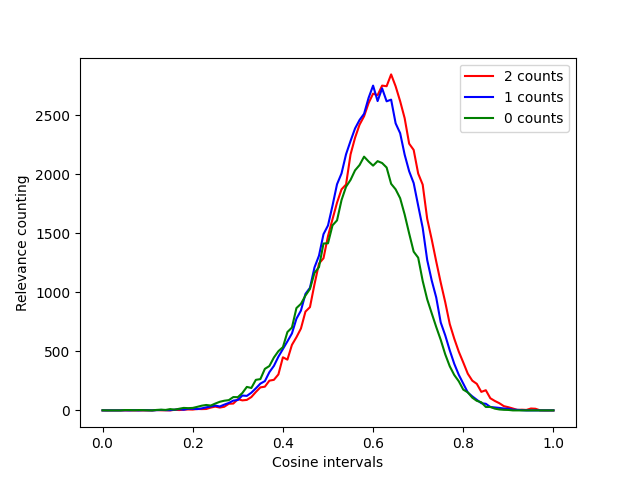 2 counts
1 counts
0 counts
2500
2000
1500
1000
500
0
Relevance counting
0.0 0.2 0.4 0.6 0.8 1.0
Cosine intervals